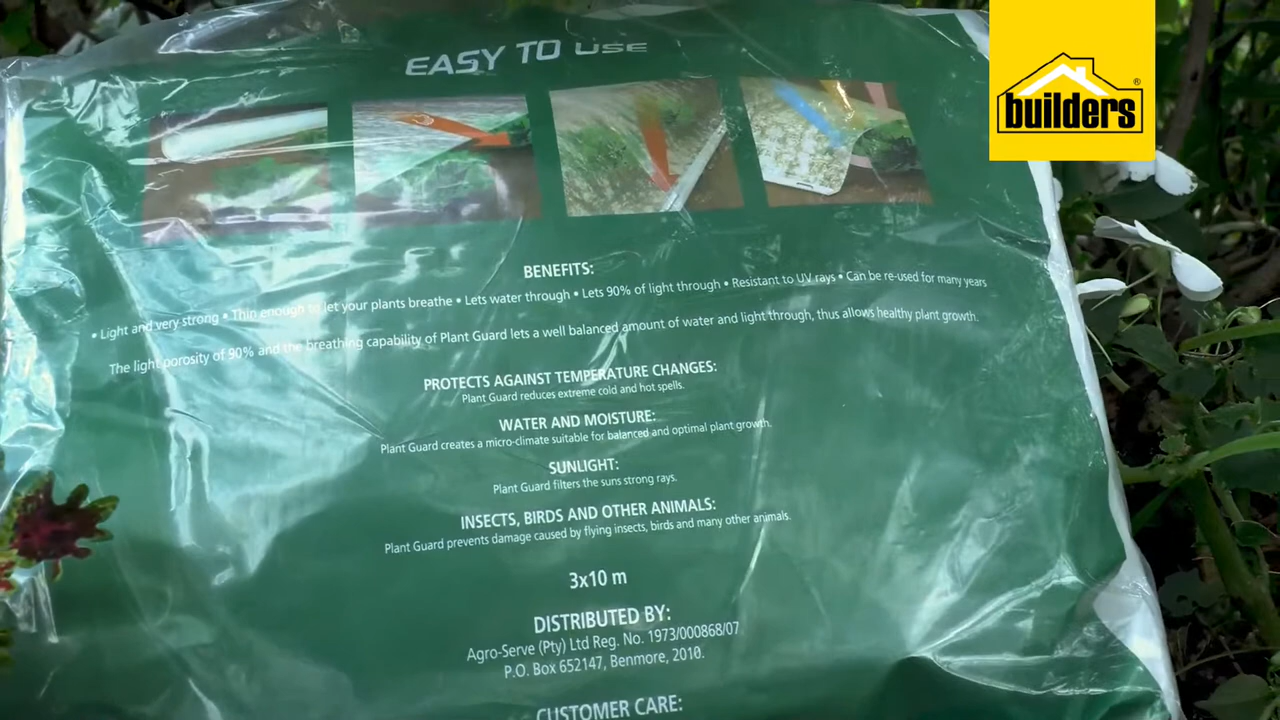 EASY TO USE
builders®
BENEFITS:
• Light and very strong • Thin enough to let your plants breathe • Lets water through • Lets 90% of light through • Resistant to UV rays • Can be re-used for many years
The light porosity of 90% and the breathing capability of Plant Guard lets a well balanced amount of water and light through, thus allows healthy plant growth.
PROTECTS AGAINST TEMPERATURE CHANGES:
Plant Guard reduces extreme cold and hot spells.
WATER AND MOISTURE:
Plant Guard creates a micro-climate suitable for balanced and optimal plant growth.
SUNLIGHT:
Plant Guard filters the suns strong rays.
INSECTS, BIRDS AND OTHER ANIMALS:
Plant Guard prevents damage caused by flying insects, birds and many other animals.
3x10 m
DISTRIBUTED BY:
Agro-Serve (Pty) Ltd Reg. No. 1973/000868/07
P.O. Box 652147, Benmore, 2010.
CUSTOMER CARE: